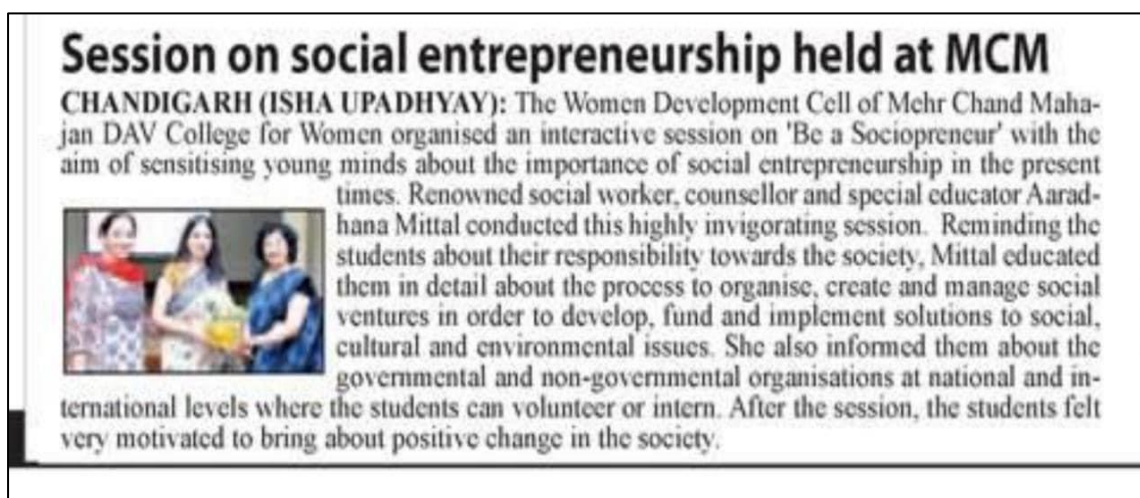 Session on social entrepreneurship held at MCM
CHANDIGARH (ISHA UPADHYAY): The Women Development Cell of Mehr Chand Maha-
jan DAV College for Women organised an interactive session on 'Be a Sociopreneur' with the
aim of sensitising young minds about the importance of social entrepreneurship in the present
times. Renowned social worker, counsellor and special educator Aarad-
hana Mittal conducted this highly invigorating session. Reminding the
students about their responsibility towards the society, Mittal educated
them in detail about the process to organise, create and manage social
ventures in order to develop, fund and implement solutions to social,
cultural and environmental issues. She also informed them about the
governmental and non-governmental organisations at national and in-
ternational levels where the students can volunteer or intern. After the session, the students felt
very motivated to bring about positive change in the society.